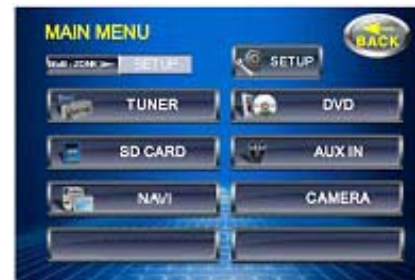 MAIN MENU
BACK
SETUP SETUP
TUNER DVD
SD CARD AUX IN
NAVI CAMERA